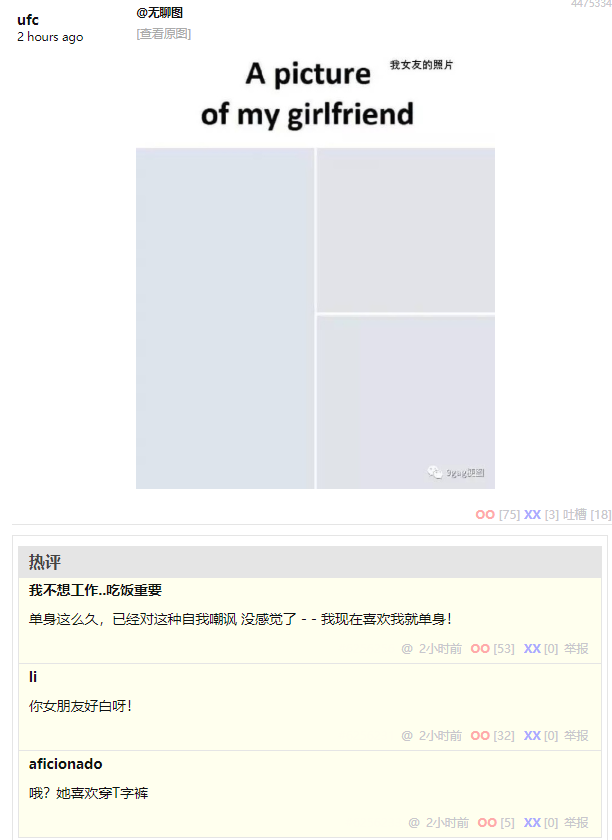 4475334
ufc
2 hours ago
@无聊图
[查看原图]
A picture
of my girlfriend
我女友的照片
9gag梗图
OO [75] XX [3] 吐槽 [18]
热评
我不想工作..吃饭重要
单身这么久，已经对这种自我嘲讽 没感觉了 - - 我现在喜欢我就单身！
@ 2小时前 OO [53] XX [0] 举报
li
你女朋友好白呀！
@ 2小时前 OO [32] XX [0] 举报
aficionado
哦？她喜欢穿T字裤
@ 2小时前 OO [5] XX [0] 举报